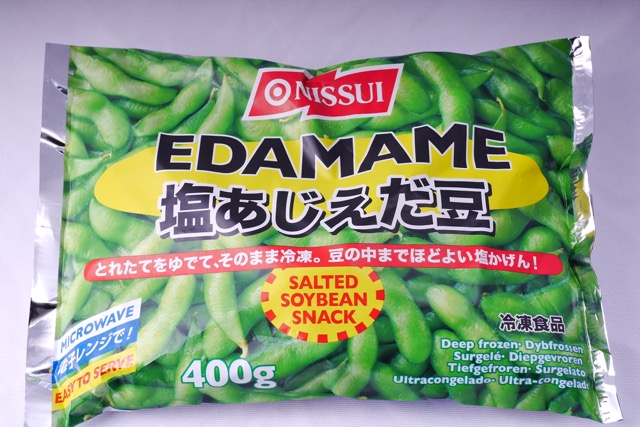 NISSUI
EDAMAME
塩あじえだ豆
とれたてをゆでて、そのまま冷凍。豆の中までほどよい塩かげん!
SALTED
SOYBEAN
SNACK
MICROWAVE
電子レンジで!
EASY TO SERVE
400g
冷凍食品
Deep frozen· Dybfrossen
Surgelé· Diepgevroren
Tiefgefroren· Surgelato
Ultracongelado· Ultra-congelade